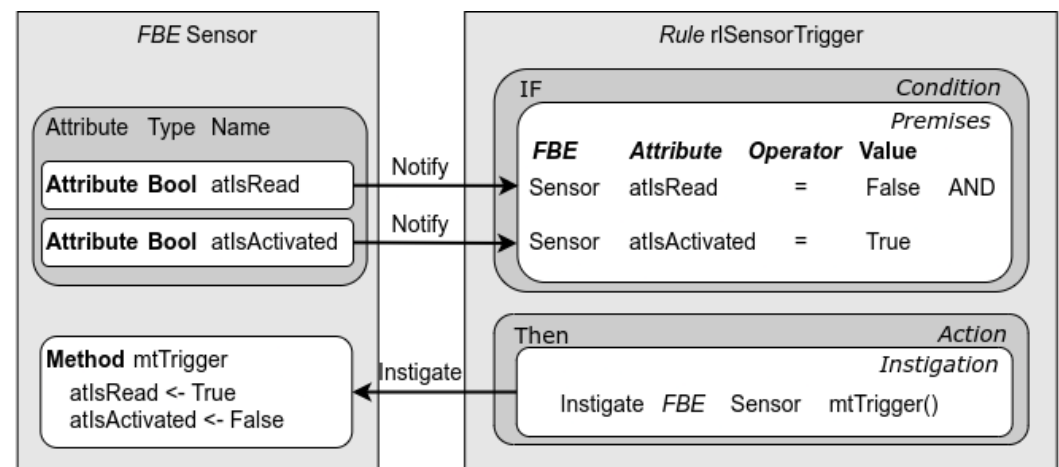 FBE Sensor
Attribute Type Name
Attribute Bool atIsRead
Attribute Bool atIsActivated
Method mtTrigger
atIsRead <- True
atIsActivated <- False
Notify
Notify
Instigate
Rule rlSensorTrigger
IF Condition
Premises
FBE Attribute Operator Value
Sensor atIsRead = False AND
Sensor atIsActivated = True
Then Action
Instigation
Instigate FBE Sensor mtTrigger()